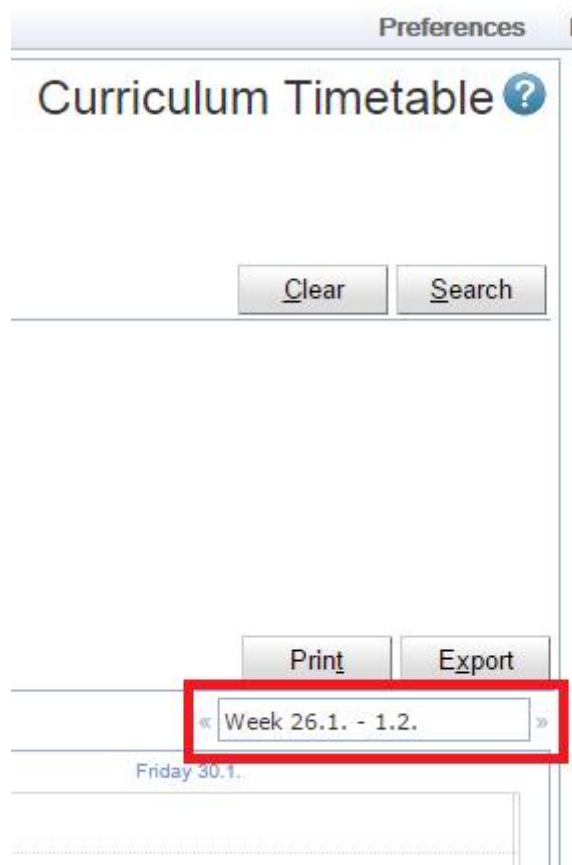 Preferences
Curriculum Timetable ?
Clear Search
Print Export
« Week 26.1. - 1.2. »
Friday 30.1.